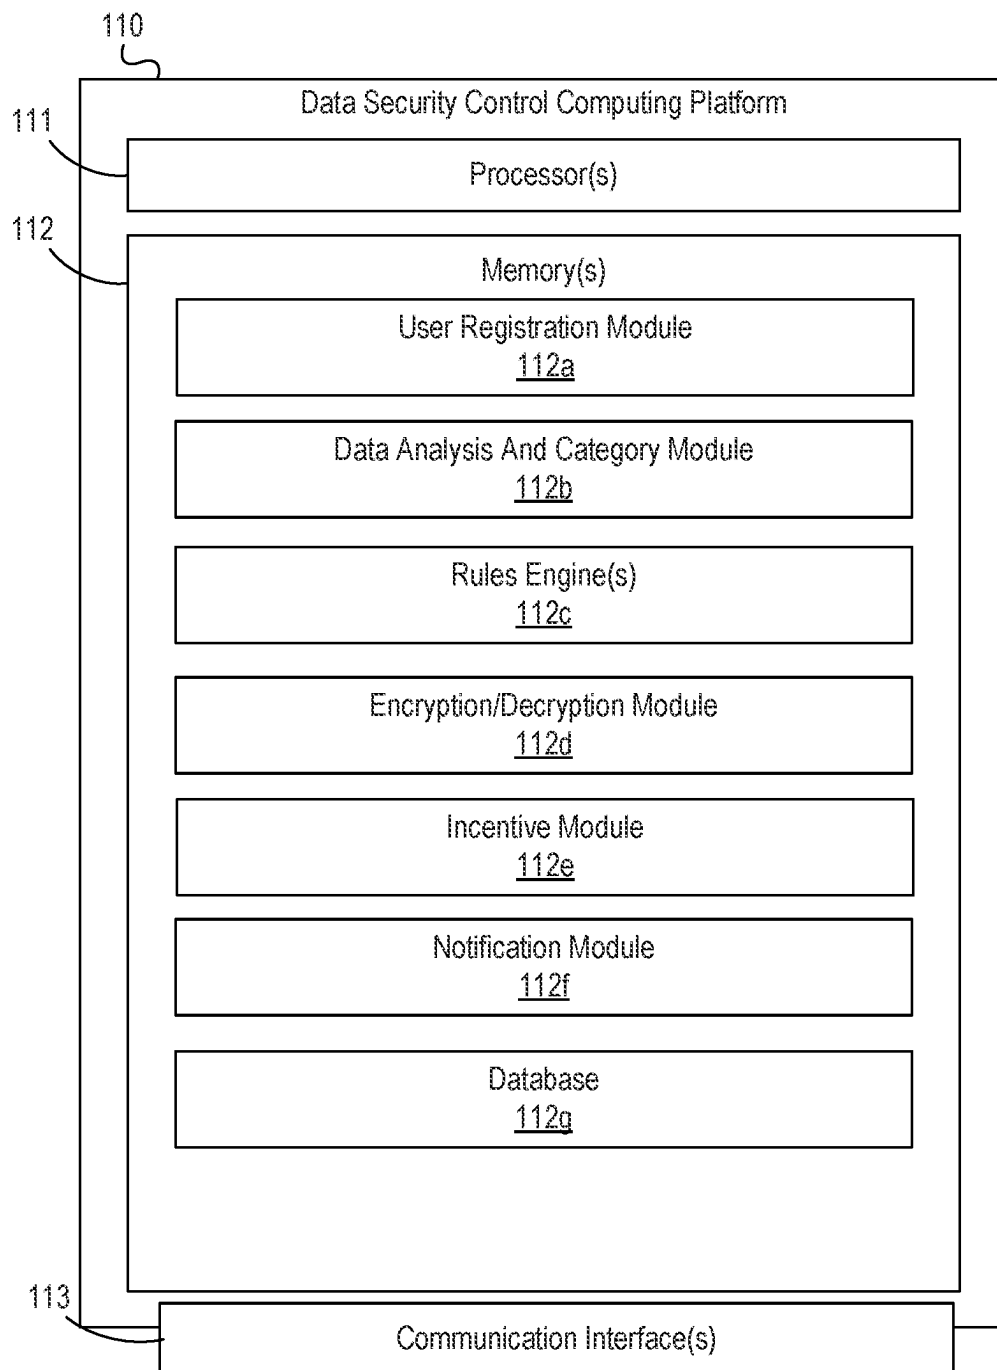 110
Data Security Control Computing Platform
111
Processor(s)
112
Memory(s)
User Registration Module
112a
Data Analysis And Category Module
112b
Rules Engine(s)
112c
Encryption/Decryption Module
112d
Incentive Module
112e
Notification Module
112f
Database
112g
113
Communication Interface(s)